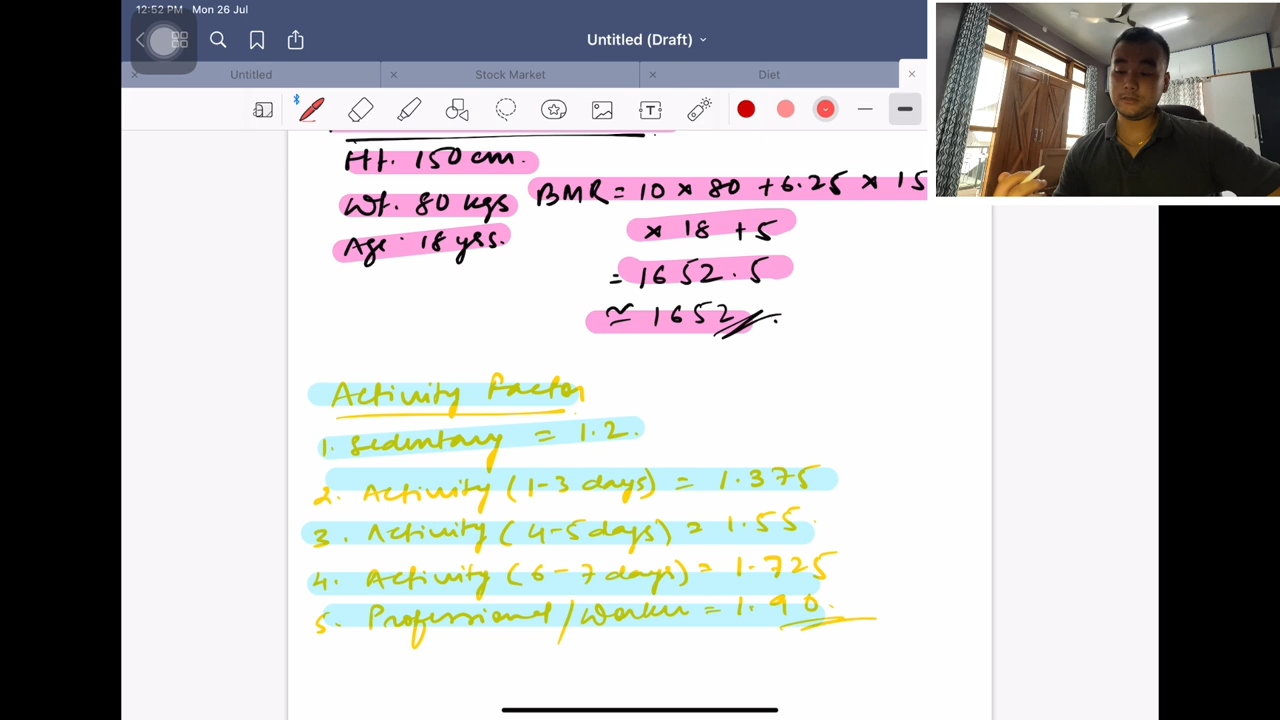 12:52 PM Mon 26 Jul
Untitled (Draft)
Untitled
Stock Market
Diet
Ht. 150 cm.
Wt. 80 kgs
Age. 18 yrs.
BMR = 10 × 80 + 6.25 × 15
× 18 + 5
= 1652.5
≅ 1652
Activity Factor
1. Sedentary = 1.2.
2. Activity (1-3 days) = 1.375
3. Activity (4-5 days) = 1.55
4. Activity (6-7 days) = 1.725
5. Professional/Worker = 1.90.